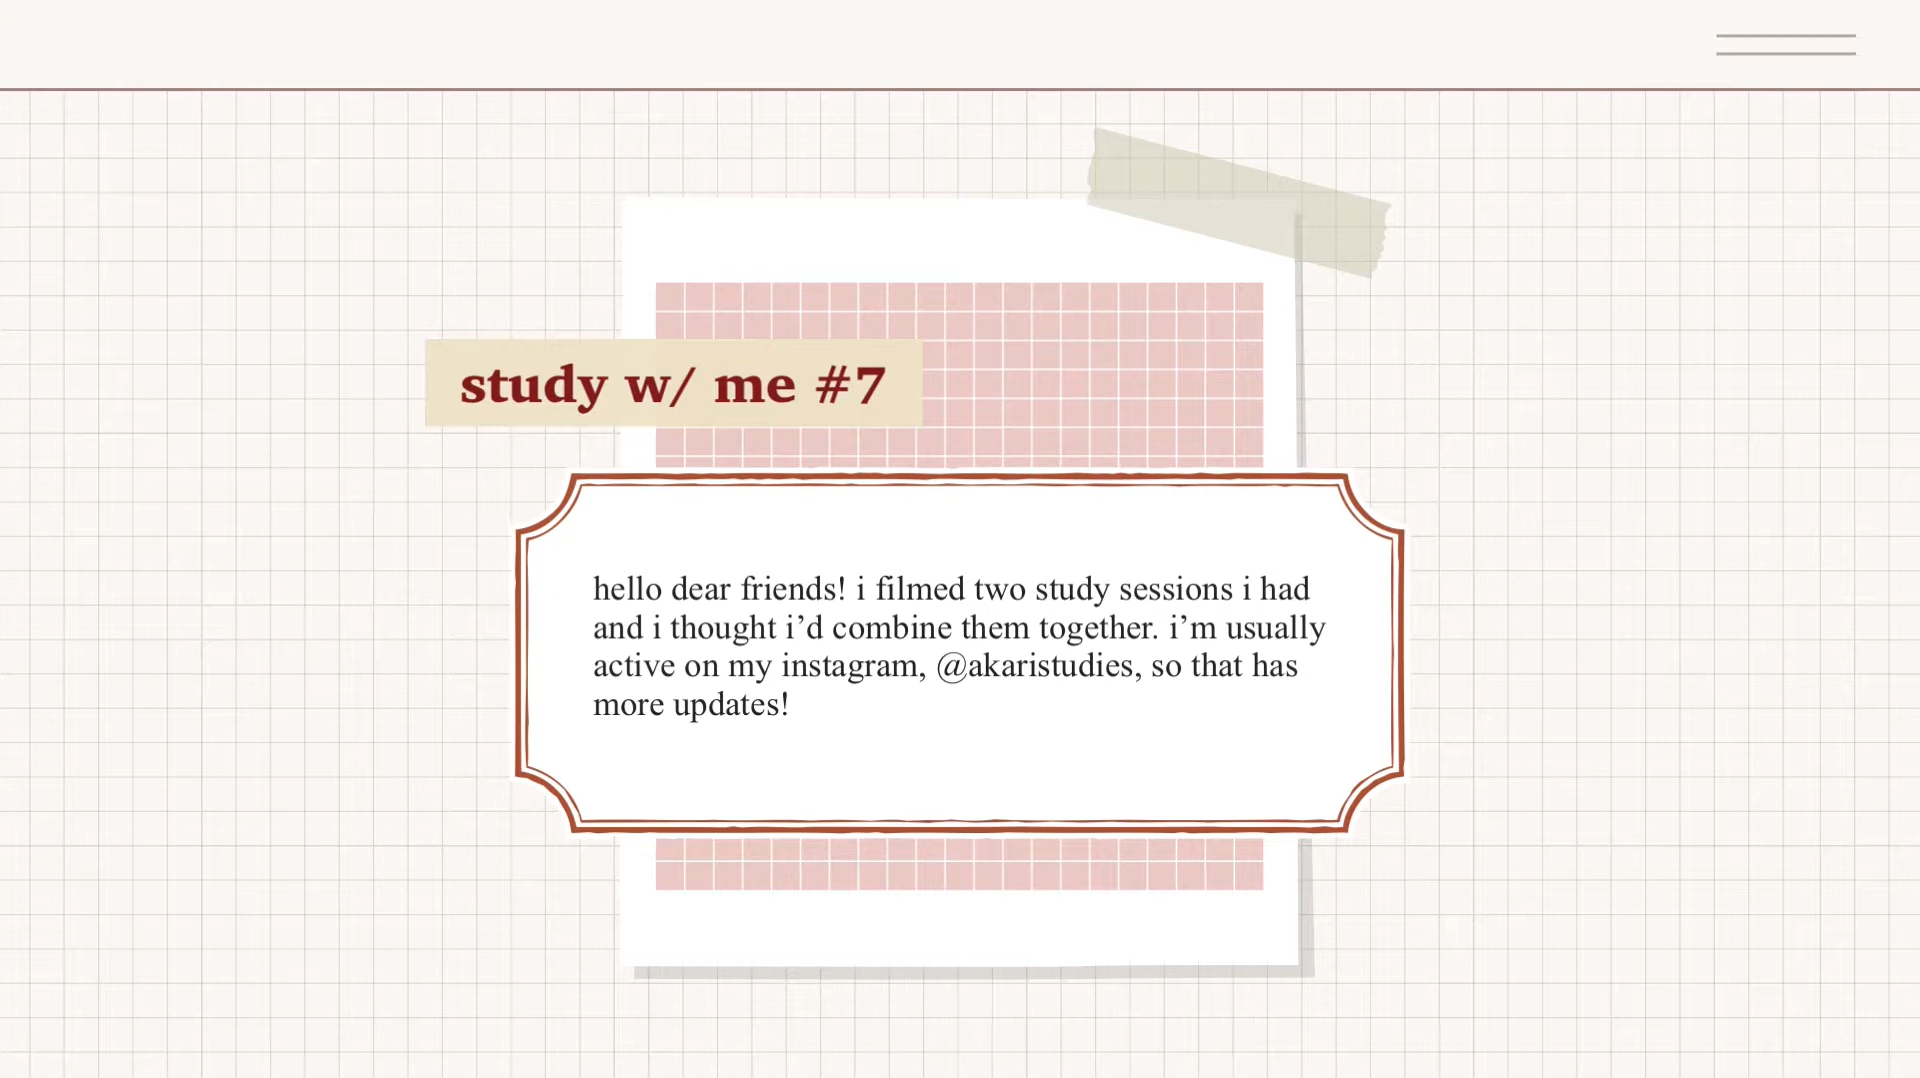 study w/ me #7
hello dear friends! i filmed two study sessions i had
and i thought i’d combine them together. i’m usually
active on my instagram, @akaristudies, so that has
more updates!